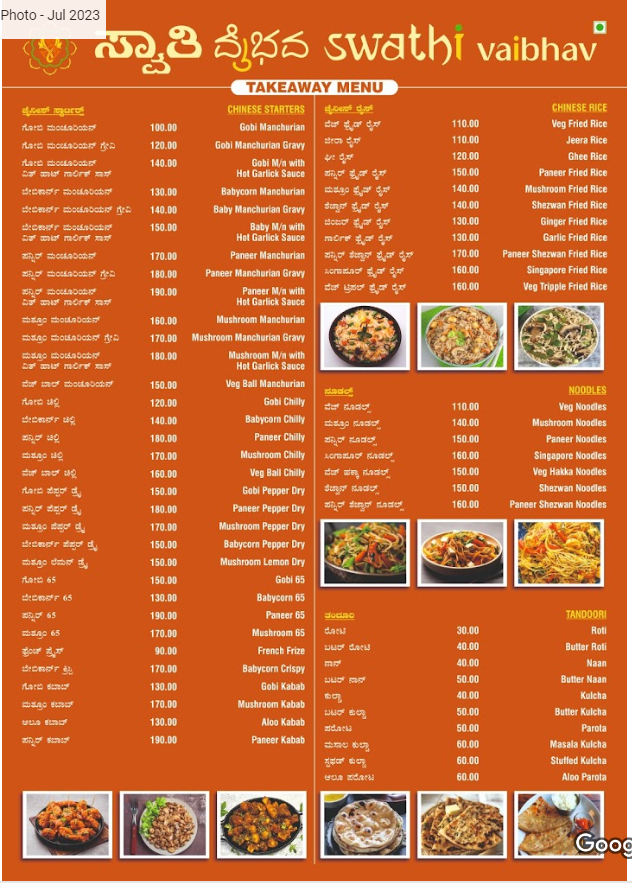 Photo - Jul 2023
ಸ್ವಾತಿ ವೈಭವ swathi vaibhav
TAKEAWAY MENU
ಚೈನೀಸ್ ಸ್ಟಾರ್ಟರ್ಸ್ CHINESE STARTERS
ಗೋಬಿ ಮಂಚೂರಿಯನ್ 100.00 Gobi Manchurian
ಗೋಬಿ ಮಂಚೂರಿಯನ್ ಗ್ರೇವಿ 120.00 Gobi Manchurian Gravy
ಗೋಬಿ ಮಂಚೂರಿಯನ್ 140.00 Gobi M/n with
ವಿತ್ ಹಾಟ್ ಗಾರ್ಲಿಕ್ ಸಾಸ್ Hot Garlick Sauce
ಬೇಬಿಕಾರ್ನ್ ಮಂಚೂರಿಯನ್ 130.00 Babycorn Manchurian
ಬೇಬಿಕಾರ್ನ್ ಮಂಚೂರಿಯನ್ ಗ್ರೇವಿ 140.00 Baby Manchurian Gravy
ಬೇಬಿಕಾರ್ನ್ ಮಂಚೂರಿಯನ್ 150.00 Baby M/n with
ವಿತ್ ಹಾಟ್ ಗಾರ್ಲಿಕ್ ಸಾಸ್ Hot Garlick Sauce
ಪನ್ನಿರ್ ಮಂಚೂರಿಯನ್ 170.00 Paneer Manchurian
ಪನ್ನಿರ್ ಮಂಚೂರಿಯನ್ ಗ್ರೇವಿ 180.00 Paneer Manchurian Gravy
ಪನ್ನಿರ್ ಮಂಚೂರಿಯನ್ 190.00 Paneer M/n with
ವಿತ್ ಹಾಟ್ ಗಾರ್ಲಿಕ್ ಸಾಸ್ Hot Garlick Sauce
ಮಶ್ರೂಂ ಮಂಚೂರಿಯನ್ 160.00 Mushroom Manchurian
ಮಶ್ರೂಂ ಮಂಚೂರಿಯನ್ ಗ್ರೇವಿ 170.00 Mushroom Manchurian Gravy
ಮಶ್ರೂಂ ಮಂಚೂರಿಯನ್ 180.00 Mushroom M/n with
ವಿತ್ ಹಾಟ್ ಗಾರ್ಲಿಕ್ ಸಾಸ್ Hot Garlick Sauce
ವೆಜ್ ಬಾಲ್ ಮಂಚೂರಿಯನ್ 150.00 Veg Ball Manchurian
ಗೋಬಿ ಚಿಲ್ಲಿ 120.00 Gobi Chilly
ಬೇಬಿಕಾರ್ನ್ ಚಿಲ್ಲಿ 140.00 Babycorn Chilly
ಪನ್ನಿರ್ ಚಿಲ್ಲಿ 180.00 Paneer Chilly
ಮಶ್ರೂಂ ಚಿಲ್ಲಿ 170.00 Mushroom Chilly
ವೆಜ್ ಬಾಲ್ ಚಿಲ್ಲಿ 160.00 Veg Ball Chilly
ಗೋಬಿ ಪೆಪ್ಪರ್ ಡ್ರೈ 150.00 Gobi Pepper Dry
ಪನ್ನಿರ್ ಪೆಪ್ಪರ್ ಡ್ರೈ 180.00 Paneer Pepper Dry
ಮಶ್ರೂಂ ಪೆಪ್ಪರ್ ಡ್ರೈ 170.00 Mushroom Pepper Dry
ಬೇಬಿಕಾರ್ನ್ ಪೆಪ್ಪರ್ ಡ್ರೈ 150.00 Babycorn Pepper Dry
ಮಶ್ರೂಂ ಲೆಮನ್ ಡ್ರೈ 150.00 Mushroom Lemon Dry
ಗೋಬಿ 65 150.00 Gobi 65
ಬೇಬಿಕಾರ್ನ್ 65 130.00 Babycorn 65
ಪನ್ನಿರ್ 65 190.00 Paneer 65
ಮಶ್ರೂಂ 65 170.00 Mushroom 65
ಫ್ರೆಂಚ್ ಫ್ರೈಸ್ 90.00 French Frize
ಬೇಬಿಕಾರ್ನ್ ಕ್ರಿಸ್ಪಿ 170.00 Babycorn Crispy
ಗೋಬಿ ಕಬಾಬ್ 130.00 Gobi Kabab
ಮಶ್ರೂಂ ಕಬಾಬ್ 170.00 Mushroom Kabab
ಆಲೂ ಕಬಾಬ್ 130.00 Aloo Kabab
ಪನ್ನಿರ್ ಕಬಾಬ್ 190.00 Paneer Kabab
ಚೈನೀಸ್ ರೈಸ್ CHINESE RICE
ವೆಜ್ ಫ್ರೈಡ್ ರೈಸ್ 110.00 Veg Fried Rice
ಜೀರಾ ರೈಸ್ 110.00 Jeera Rice
ಘೀ ರೈಸ್ 120.00 Ghee Rice
ಪನ್ನಿರ್ ಫ್ರೈಡ್ ರೈಸ್ 150.00 Paneer Fried Rice
ಮಶ್ರೂಂ ಫ್ರೈಡ್ ರೈಸ್ 140.00 Mushroom Fried Rice
ಶೆಜ್ವಾನ್ ಫ್ರೈಡ್ ರೈಸ್ 140.00 Shezwan Fried Rice
ಜಿಂಜರ್ ಫ್ರೈಡ್ ರೈಸ್ 130.00 Ginger Fried Rice
ಗಾರ್ಲಿಕ್ ಫ್ರೈಡ್ ರೈಸ್ 130.00 Garlic Fried Rice
ಪನ್ನಿರ್ ಶೆಜ್ವಾನ್ ಫ್ರೈಡ್ ರೈಸ್ 170.00 Paneer Shezwan Fried Rice
ಸಿಂಗಾಪೂರ್ ಫ್ರೈಡ್ ರೈಸ್ 160.00 Singapore Fried Rice
ವೆಜ್ ಟ್ರಿಪಲ್ ಫ್ರೈಡ್ ರೈಸ್ 160.00 Veg Tripple Fried Rice
ನೂಡಲ್ಸ್ NOODLES
ವೆಜ್ ನೂಡಲ್ಸ್ 110.00 Veg Noodles
ಮಶ್ರೂಂ ನೂಡಲ್ಸ್ 140.00 Mushroom Noodles
ಪನ್ನಿರ್ ನೂಡಲ್ಸ್ 150.00 Paneer Noodles
ಸಿಂಗಾಪೂರ್ ನೂಡಲ್ಸ್ 160.00 Singapore Noodles
ವೆಜ್ ಹಕ್ಕಾ ನೂಡಲ್ಸ್ 150.00 Veg Hakka Noodles
ಶೆಜ್ವಾನ್ ನೂಡಲ್ಸ್ 150.00 Shezwan Noodles
ಪನ್ನಿರ್ ಶೆಜ್ವಾನ್ ನೂಡಲ್ಸ್ 160.00 Paneer Shezwan Noodles
ತಂದೂರಿ TANDOORI
ರೋಟಿ 30.00 Roti
ಬಟರ್ ರೋಟಿ 40.00 Butter Roti
ನಾನ್ 40.00 Naan
ಬಟರ್ ನಾನ್ 50.00 Butter Naan
ಕುಲ್ಚಾ 40.00 Kulcha
ಬಟರ್ ಕುಲ್ಚಾ 50.00 Butter Kulcha
ಪರೋಟ 50.00 Parota
ಮಸಾಲ ಕುಲ್ಚಾ 60.00 Masala Kulcha
ಸ್ಟಫಡ್ ಕುಲ್ಚಾ 60.00 Stuffed Kulcha
ಆಲೂ ಪರೋಟ 60.00 Aloo Parota
Goog